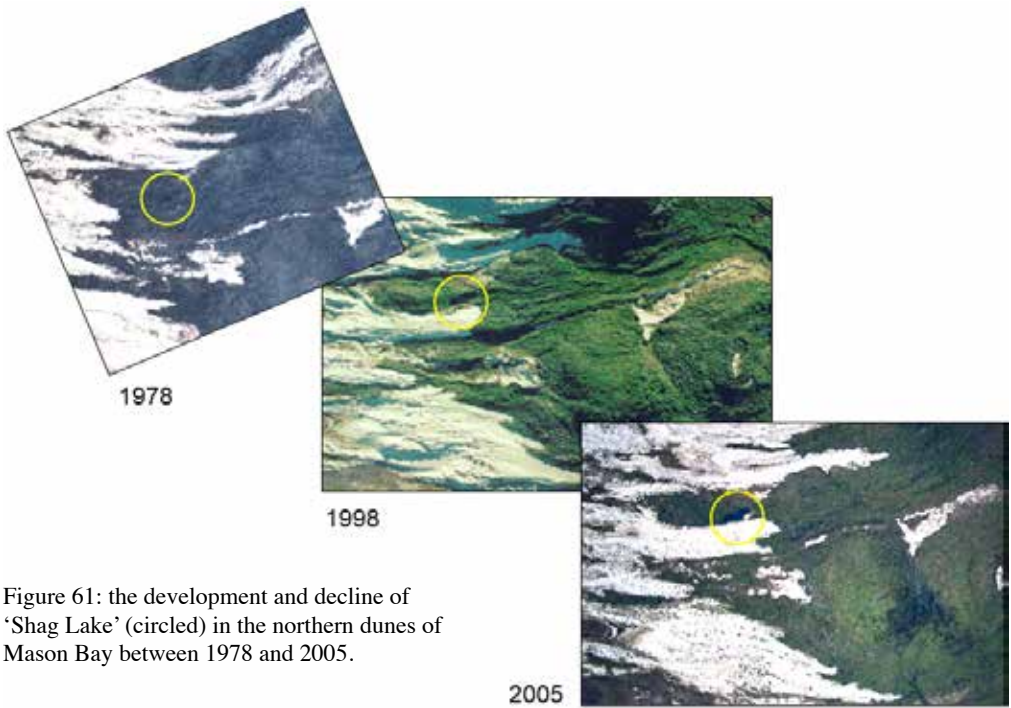 1978
1998
Figure 61: the development and decline of
‘Shag Lake’ (circled) in the northern dunes of
Mason Bay between 1978 and 2005.
2005